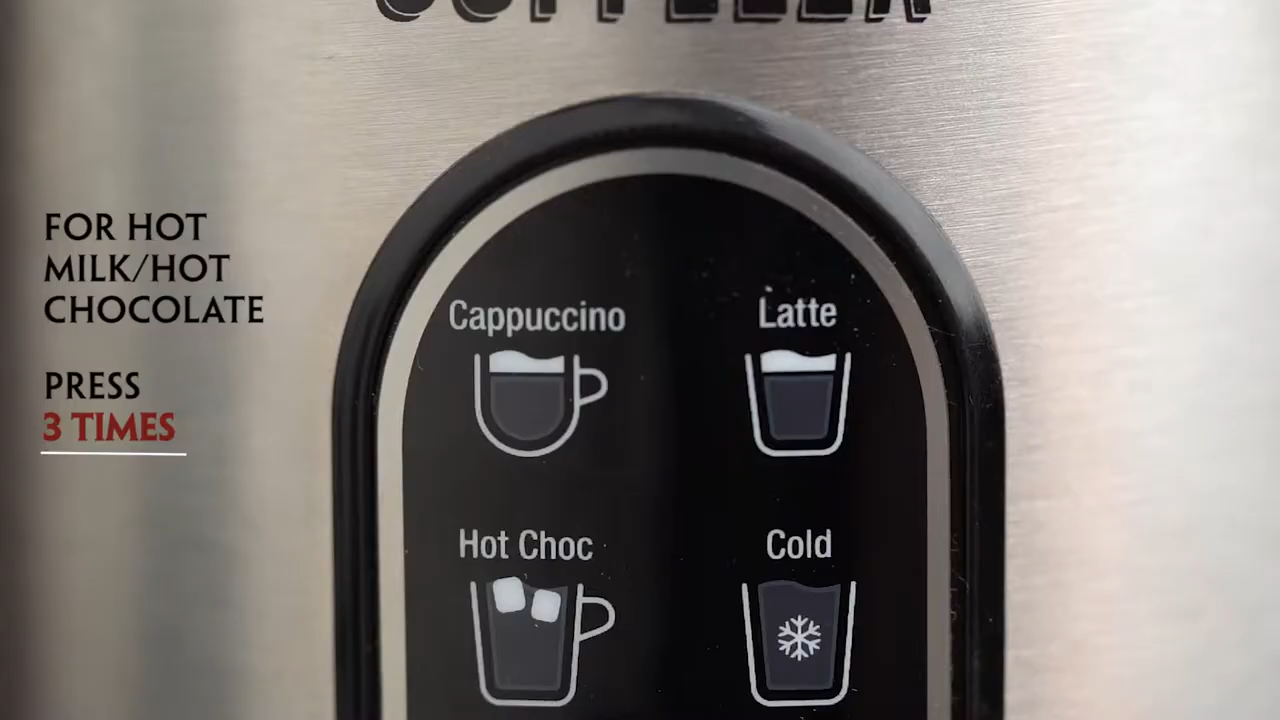 FOR HOT
MILK/HOT
CHOCOLATE
PRESS
3 TIMES
Cappuccino
Latte
Hot Choc
Cold